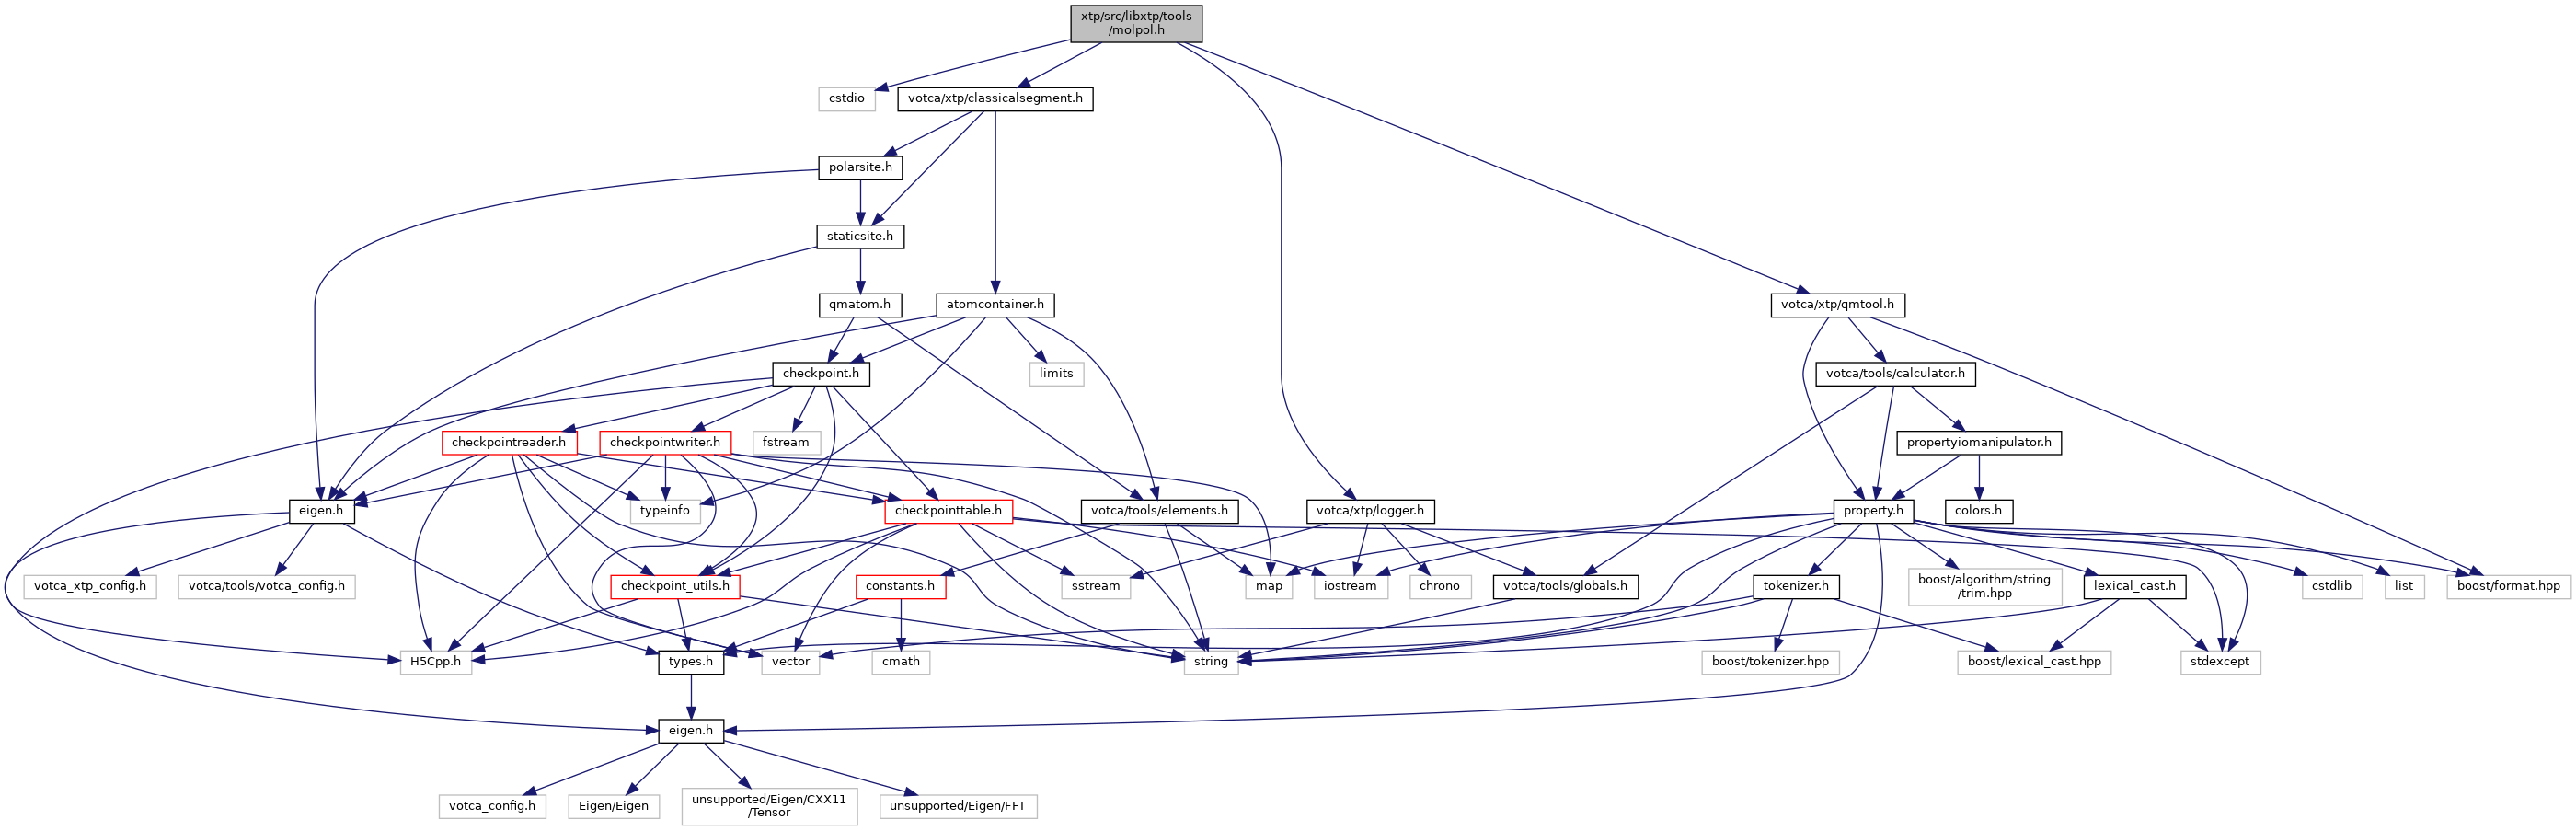 xtp/src/libxtp/tools
/molpol.h
cstdio
votca/xtp/classicalsegment.h
polarsite.h
staticsite.h
qmatom.h
atomcontainer.h
votca/xtp/qmtool.h
checkpoint.h
limits
votca/tools/calculator.h
checkpointreader.h
checkpointwriter.h
fstream
propertyiomanipulator.h
eigen.h
typeinfo
checkpointtable.h
votca/tools/elements.h
votca/xtp/logger.h
property.h
colors.h
votca_xtp_config.h
votca/tools/votca_config.h
checkpoint_utils.h
constants.h
sstream
map
iostream
chrono
votca/tools/globals.h
tokenizer.h
boost/algorithm/string
/trim.hpp
lexical_cast.h
cstdlib
list
boost/format.hpp
H5Cpp.h
types.h
vector
cmath
string
boost/tokenizer.hpp
boost/lexical_cast.hpp
stdexcept
eigen.h
votca_config.h
Eigen/Eigen
unsupported/Eigen/CXX11
/Tensor
unsupported/Eigen/FFT